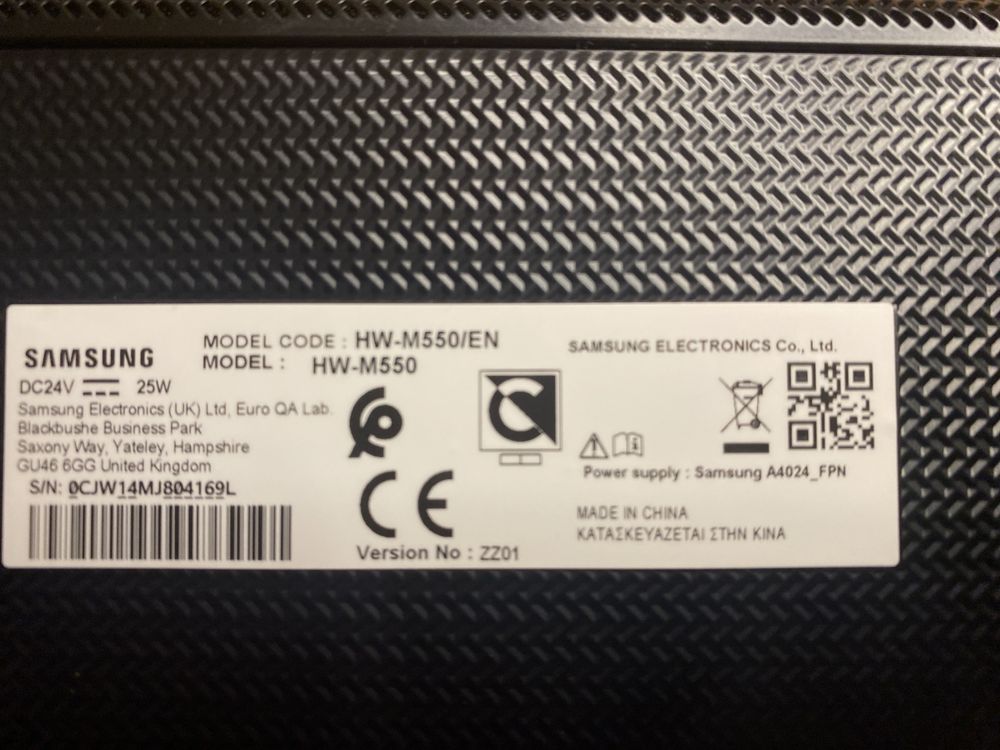 SAMSUNG
DC24V 25W
Samsung Electronics (UK) Ltd, Euro QA Lab.
Blackbushe Business Park
Saxony Way, Yateley, Hampshire
GU46 6GG United Kingdom
S/N: 0CJW14MJ804169L
MODEL CODE : HW-M550/EN
MODEL : HW-M550
CE
Version No : ZZ01
SAMSUNG ELECTRONICS Co., Ltd.
Power supply : Samsung A4024_FPN
MADE IN CHINA
ΚΑΤΑΣΚΕΥΑΖΕΤΑΙ ΣΤΗΝ ΚΙΝΑ